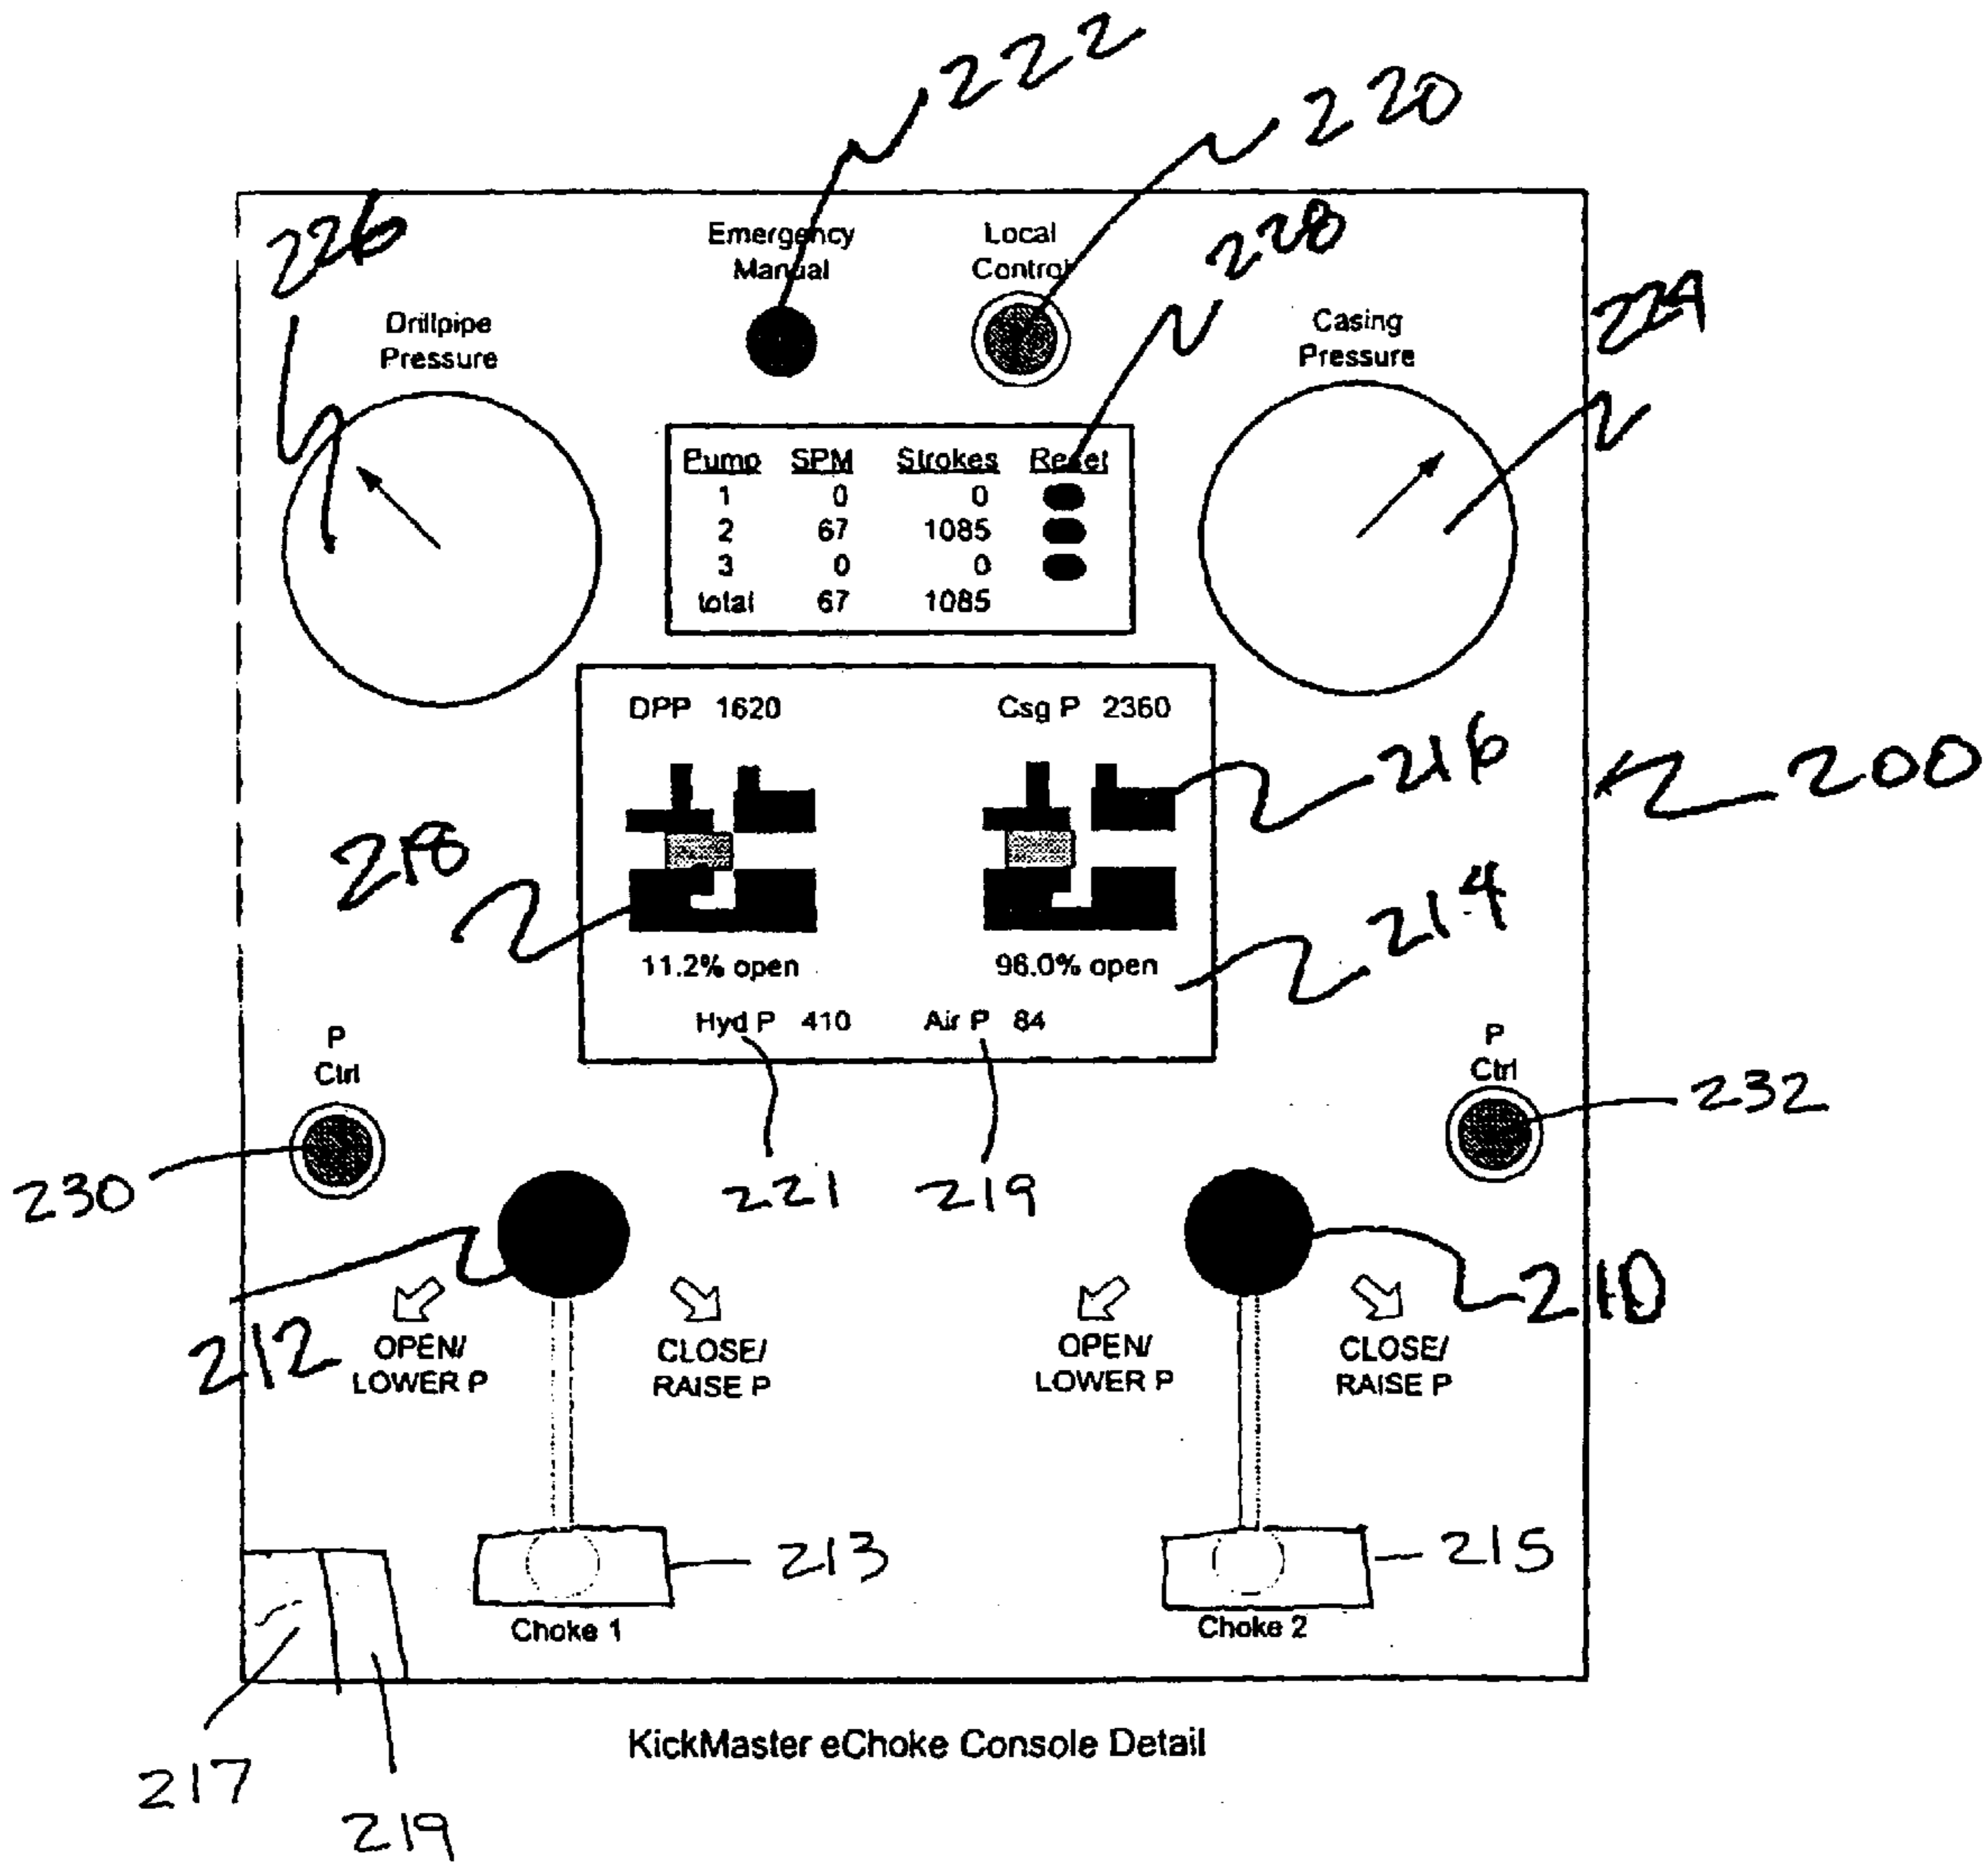 222
220
226
Emergency
Manual
Local
Control
228
Drillpipe
Pressure
Casing
Pressure
224
Pump SPM Strokes Reset
1 0 0
2 67 1085
3 0 0
total 67 1085
DPP 1620
Csg P 2360
216
200
218
214
11.2% open
96.0% open
Hyd P 410
Air P 84
P
Ctrl
P
Ctrl
232
230
221
219
212
210
OPEN/
LOWER P
CLOSE/
RAISE P
OPEN/
LOWER P
CLOSE/
RAISE P
213
215
Choke 1
Choke 2
KickMaster eChoke Console Detail
217
219